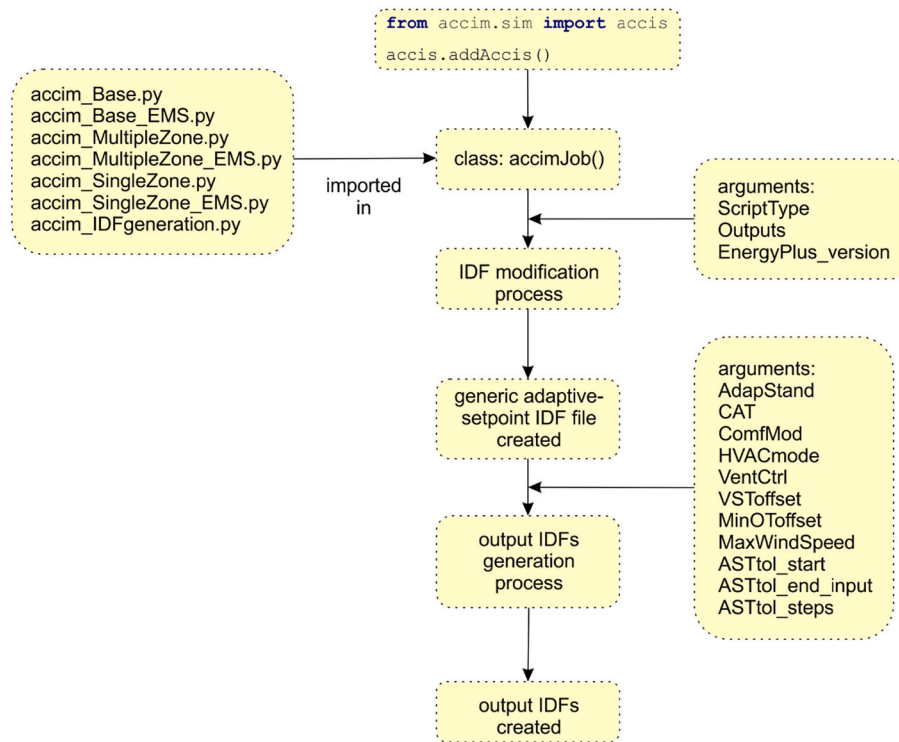 from accim.sim import accis
accis.addAccis()
accim_Base.py
accim_Base_EMS.py
accim_MultipleZone.py
accim_MultipleZone_EMS.py
accim_SingleZone.py
accim_SingleZone_EMS.py
accim_IDFgeneration.py
imported
in
class: accimJob()
arguments:
ScriptType
Outputs
EnergyPlus_version
IDF modification
process
generic adaptive-
setpoint IDF file
created
arguments:
AdapStand
CAT
ComfMod
HVACmode
VentCtrl
VSToffset
MinOToffset
MaxWindSpeed
ASTtol_start
ASTtol_end_input
ASTtol_steps
output IDFs
generation
process
output IDFs
created